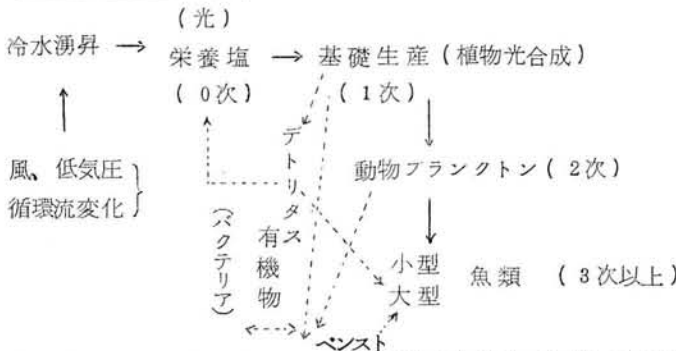 (光)
冷水湧昇 → 栄養塩 → 基礎生産 (植物光合成)
(0次) (1次)
デトリタス
風、低気圧
循環流変化
動物プランクトン (2次)
(バクテリア)
有機物
小型
大型
魚類 (3次以上)
ベンスト